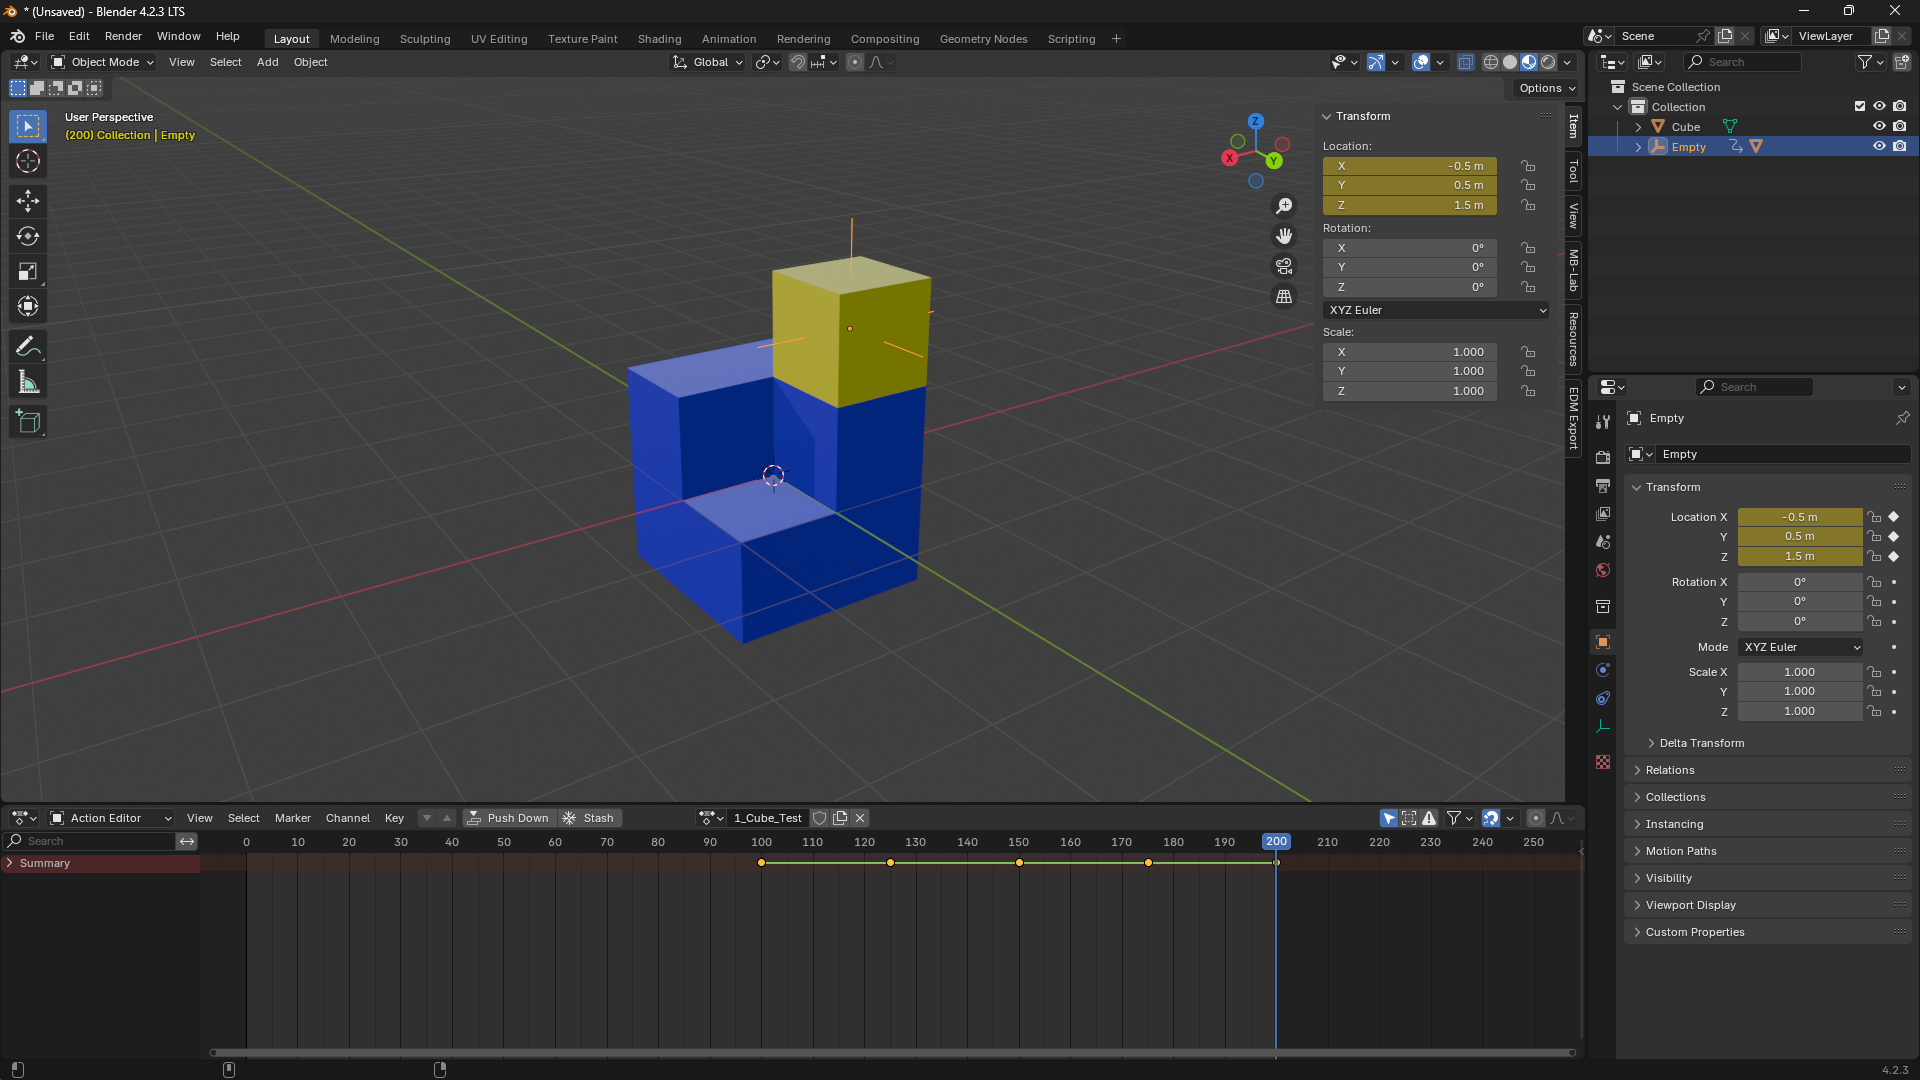 * (Unsaved) - Blender 4.2.3 LTS
File Edit Render Window Help Layout Modeling Sculpting UV Editing Texture Paint Shading Animation Rendering Compositing Geometry Nodes Scripting + Scene ViewLayer
Object Mode View Select Add Object Global Search
Options
Scene Collection
Collection
Cube
Empty
User Perspective
(200) Collection | Empty
Z
X
Y
Transform
Location:
X -0.5 m
Y 0.5 m
Z 1.5 m
Rotation:
X 0°
Y 0°
Z 0°
XYZ Euler
Scale:
X 1.000
Y 1.000
Z 1.000
Item
Tool
View
MB-Lab
Resources
EDM Export
Search
Empty
Empty
Transform
Location X -0.5 m
Y 0.5 m
Z 1.5 m
Rotation X 0°
Y 0°
Z 0°
Mode XYZ Euler
Scale X 1.000
Y 1.000
Z 1.000
Delta Transform
Relations
Collections
Instancing
Motion Paths
Visibility
Viewport Display
Custom Properties
Action Editor View Select Marker Channel Key Push Down Stash 1_Cube_Test
Search 0 10 20 30 40 50 60 70 80 90 100 110 120 130 140 150 160 170 180 190 200 210 220 230 240 250
Summary
4.2.3